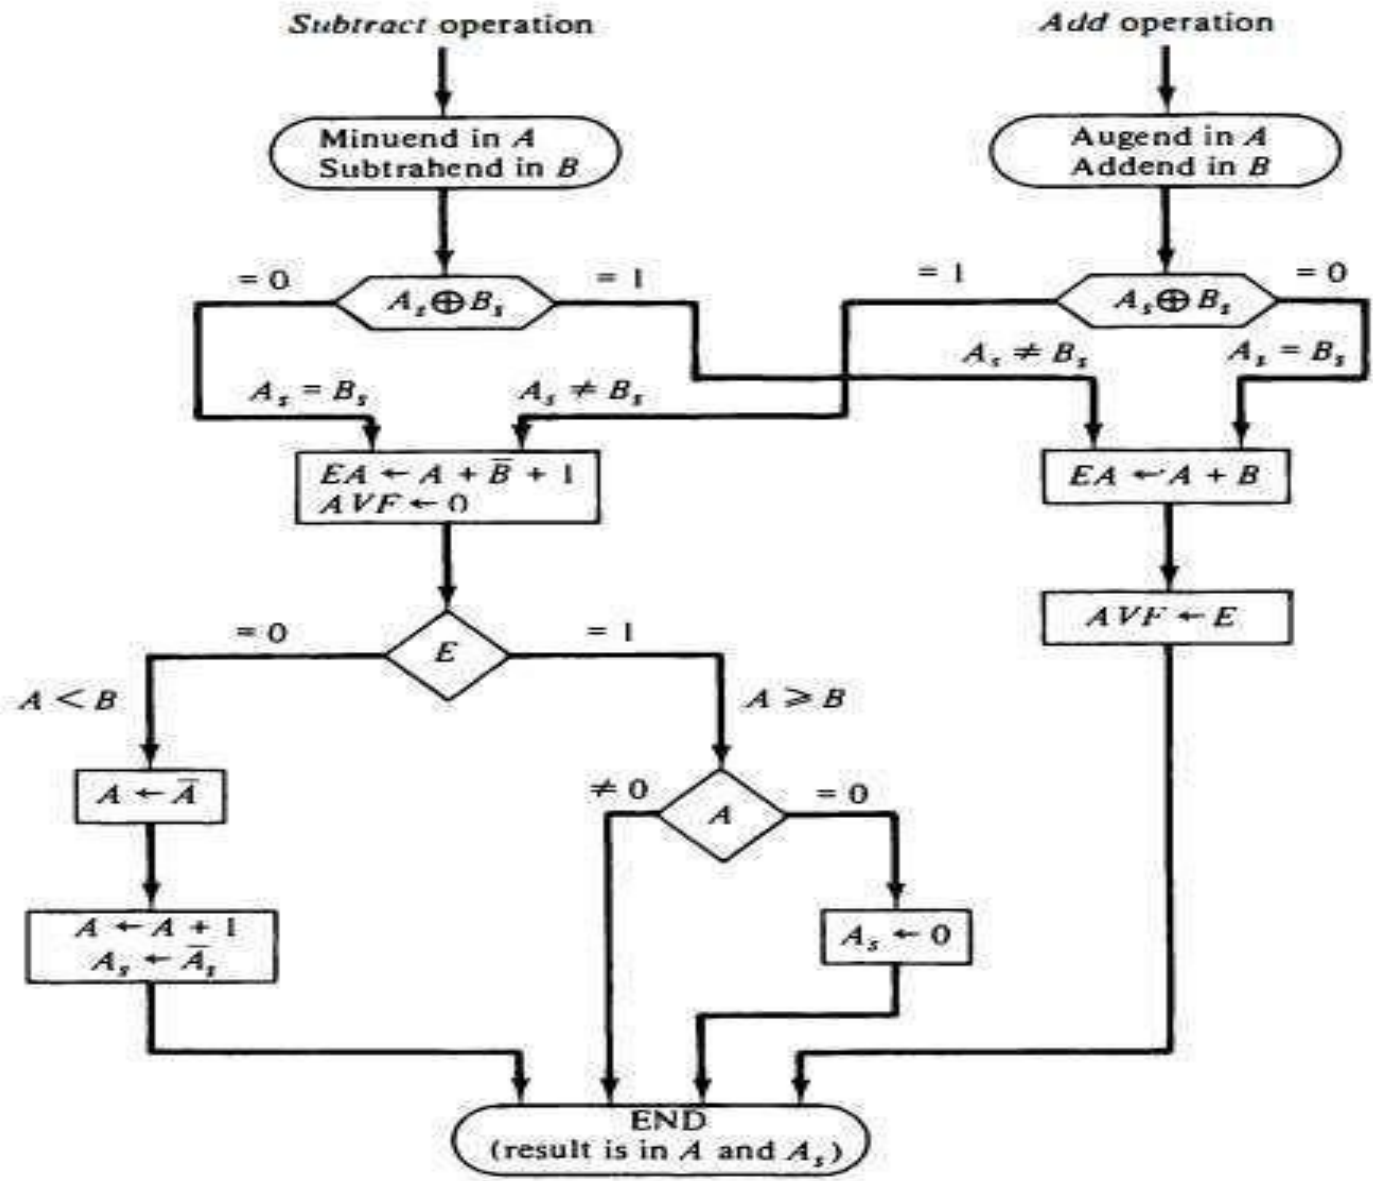 Subtract operation
Add operation
Minuend in A
Subtrahend in B
Augend in A
Addend in B
= 0
A_s ⊕ B_s
= 1
= 1
A_s ⊕ B_s
= 0
A_s = B_s
A_s ≠ B_s
A_s ≠ B_s
A_s = B_s
EA ← A + B̅ + 1
AVF ← 0
EA ← A + B
= 0
E
= 1
AVF ← E
A < B
A ⩾ B
A ← A̅
≠ 0
A
= 0
A ← A + 1
A_s ← A̅_s
A_s ← 0
END
(result is in A and A_s)